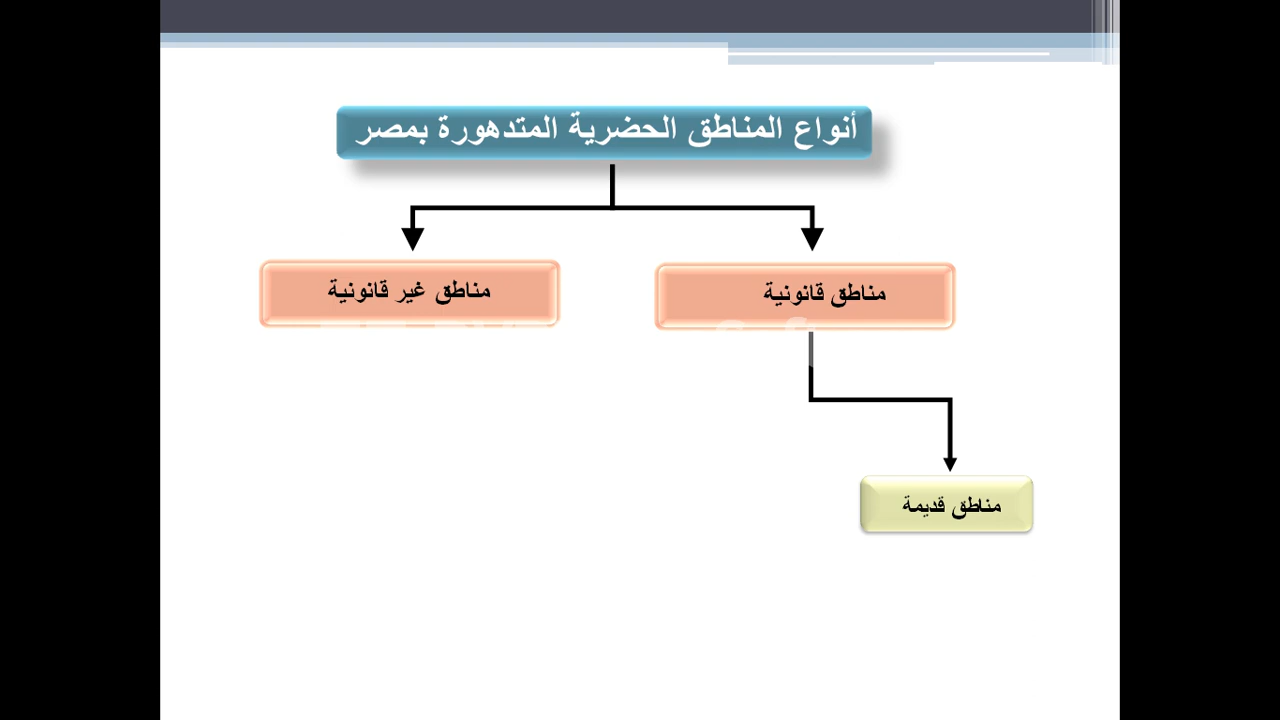 أنواع المناطق الحضرية المتدهورة بمصر
مناطق قانونية
مناطق غير قانونية
مناطق قديمة